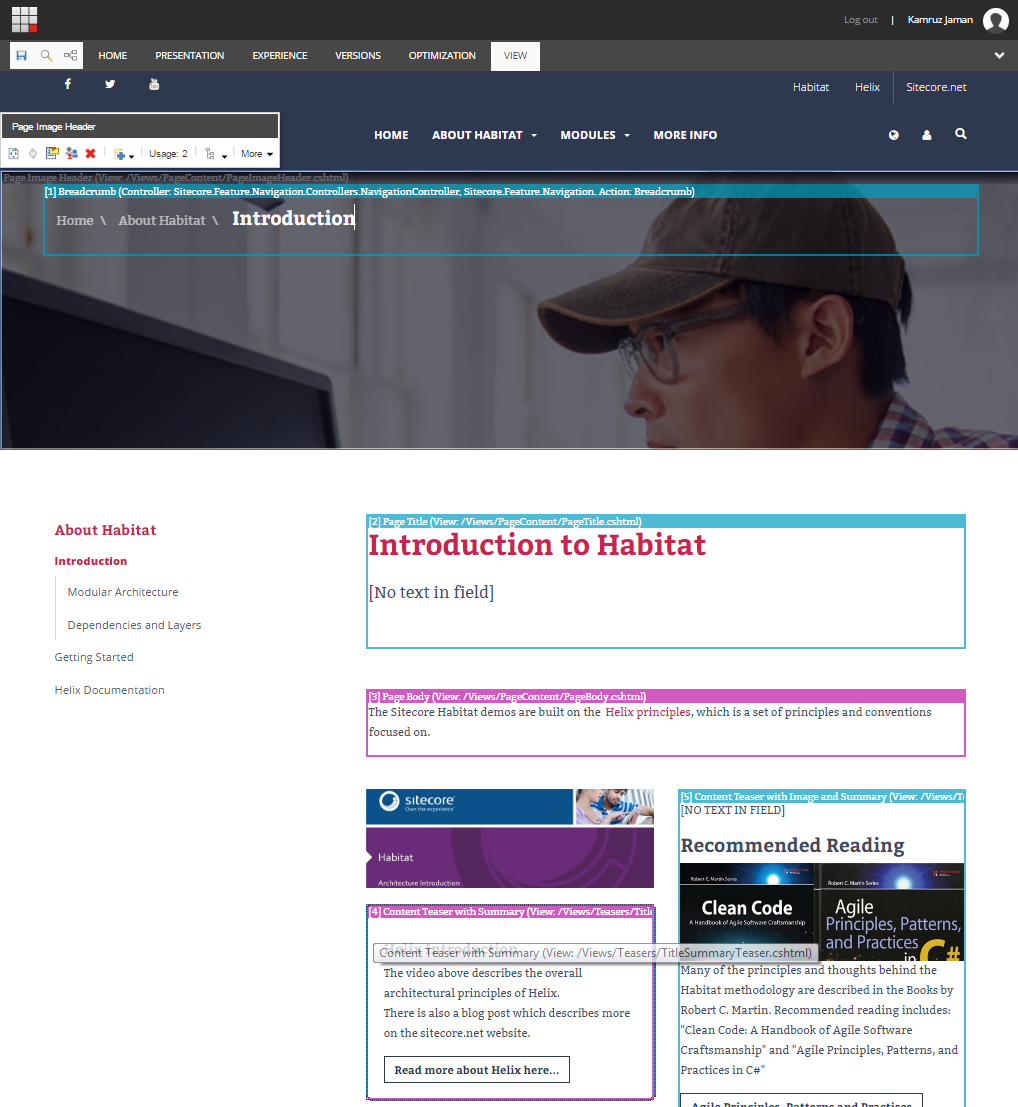 Log out | Kamruz Jaman
HOME PRESENTATION EXPERIENCE VERSIONS OPTIMIZATION VIEW
Habitat Helix Sitecore.net
Page Image Header
HOME ABOUT HABITAT MODULES MORE INFO
Usage: 2 More
Page Image Header (View: /Views/PageContent/PageImageHeader.cshtml)
[1] Breadcrumb (Controller: Sitecore.Feature.Navigation.Controllers.NavigationController, Sitecore.Feature.Navigation. Action: Breadcrumb)
Home \ About Habitat \ Introduction
About Habitat
Introduction
Modular Architecture
Dependencies and Layers
Getting Started
Helix Documentation
[2] Page Title (View: /Views/PageContent/PageTitle.cshtml)
Introduction to Habitat
[No text in field]
[3] Page Body (View: /Views/PageContent/PageBody.cshtml)
The Sitecore Habitat demos are built on the Helix principles, which is a set of principles and conventions
focused on.
sitecore
Own the experience
Habitat
Architecture Introduction
[4] Content Teaser with Summary (View: /Views/Teasers/Title
Helix Introduction
Content Teaser with Summary (View: /Views/Teasers/TitleSummaryTeaser.cshtml)
The video above describes the overall
architectural principles of Helix.
There is also a blog post which describes more
on the sitecore.net website.
Read more about Helix here...
[5] Content Teaser with Image and Summary (View: /Views/Te
[NO TEXT IN FIELD]
Recommended Reading
Robert C. Martin Series
Clean Code
A Handbook of Agile Software Craftsmanship
Robert C. Martin Series
Agile
Principles, Patterns,
and Practices
in C#
Many of the principles and thoughts behind the
Habitat methodology are described in the Books by
Robert C. Martin. Recommended reading includes:
"Clean Code: A Handbook of Agile Software
Craftsmanship" and "Agile Principles, Patterns, and
Practices in C#"
Agile Principles, Patterns and Practises